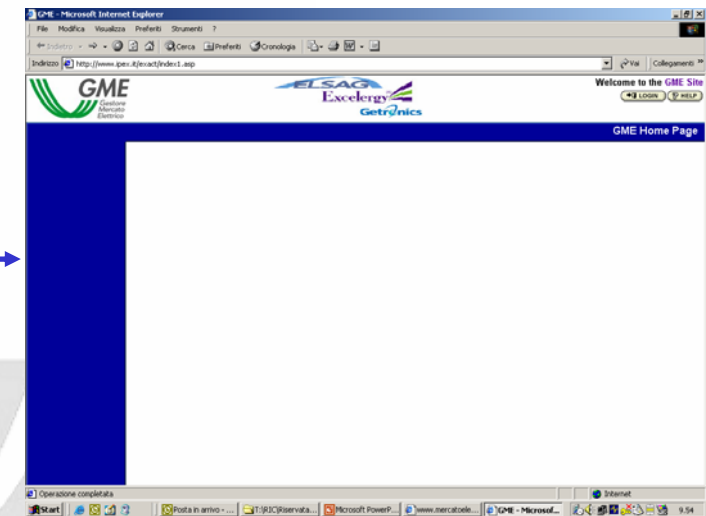 GME - Microsoft Internet Explorer
File Modifica Visualizza Preferiti Strumenti ?
Indietro Cerca Preferiti Cronologia
Indirizzo http://www.ipex.it/exact/index1.asp Vai Collegamenti »
GME
Gestore
Mercato
Elettrico
ELSAG
Excelergy
Getronics
Welcome to the GME Site
LOGIN ? HELP
GME Home Page
Operazione completata Internet
Start Posta in arrivo - ... T:\RIC\Riservata... Microsoft PowerP... www.mercatoele... GME - Microsof... 9.54